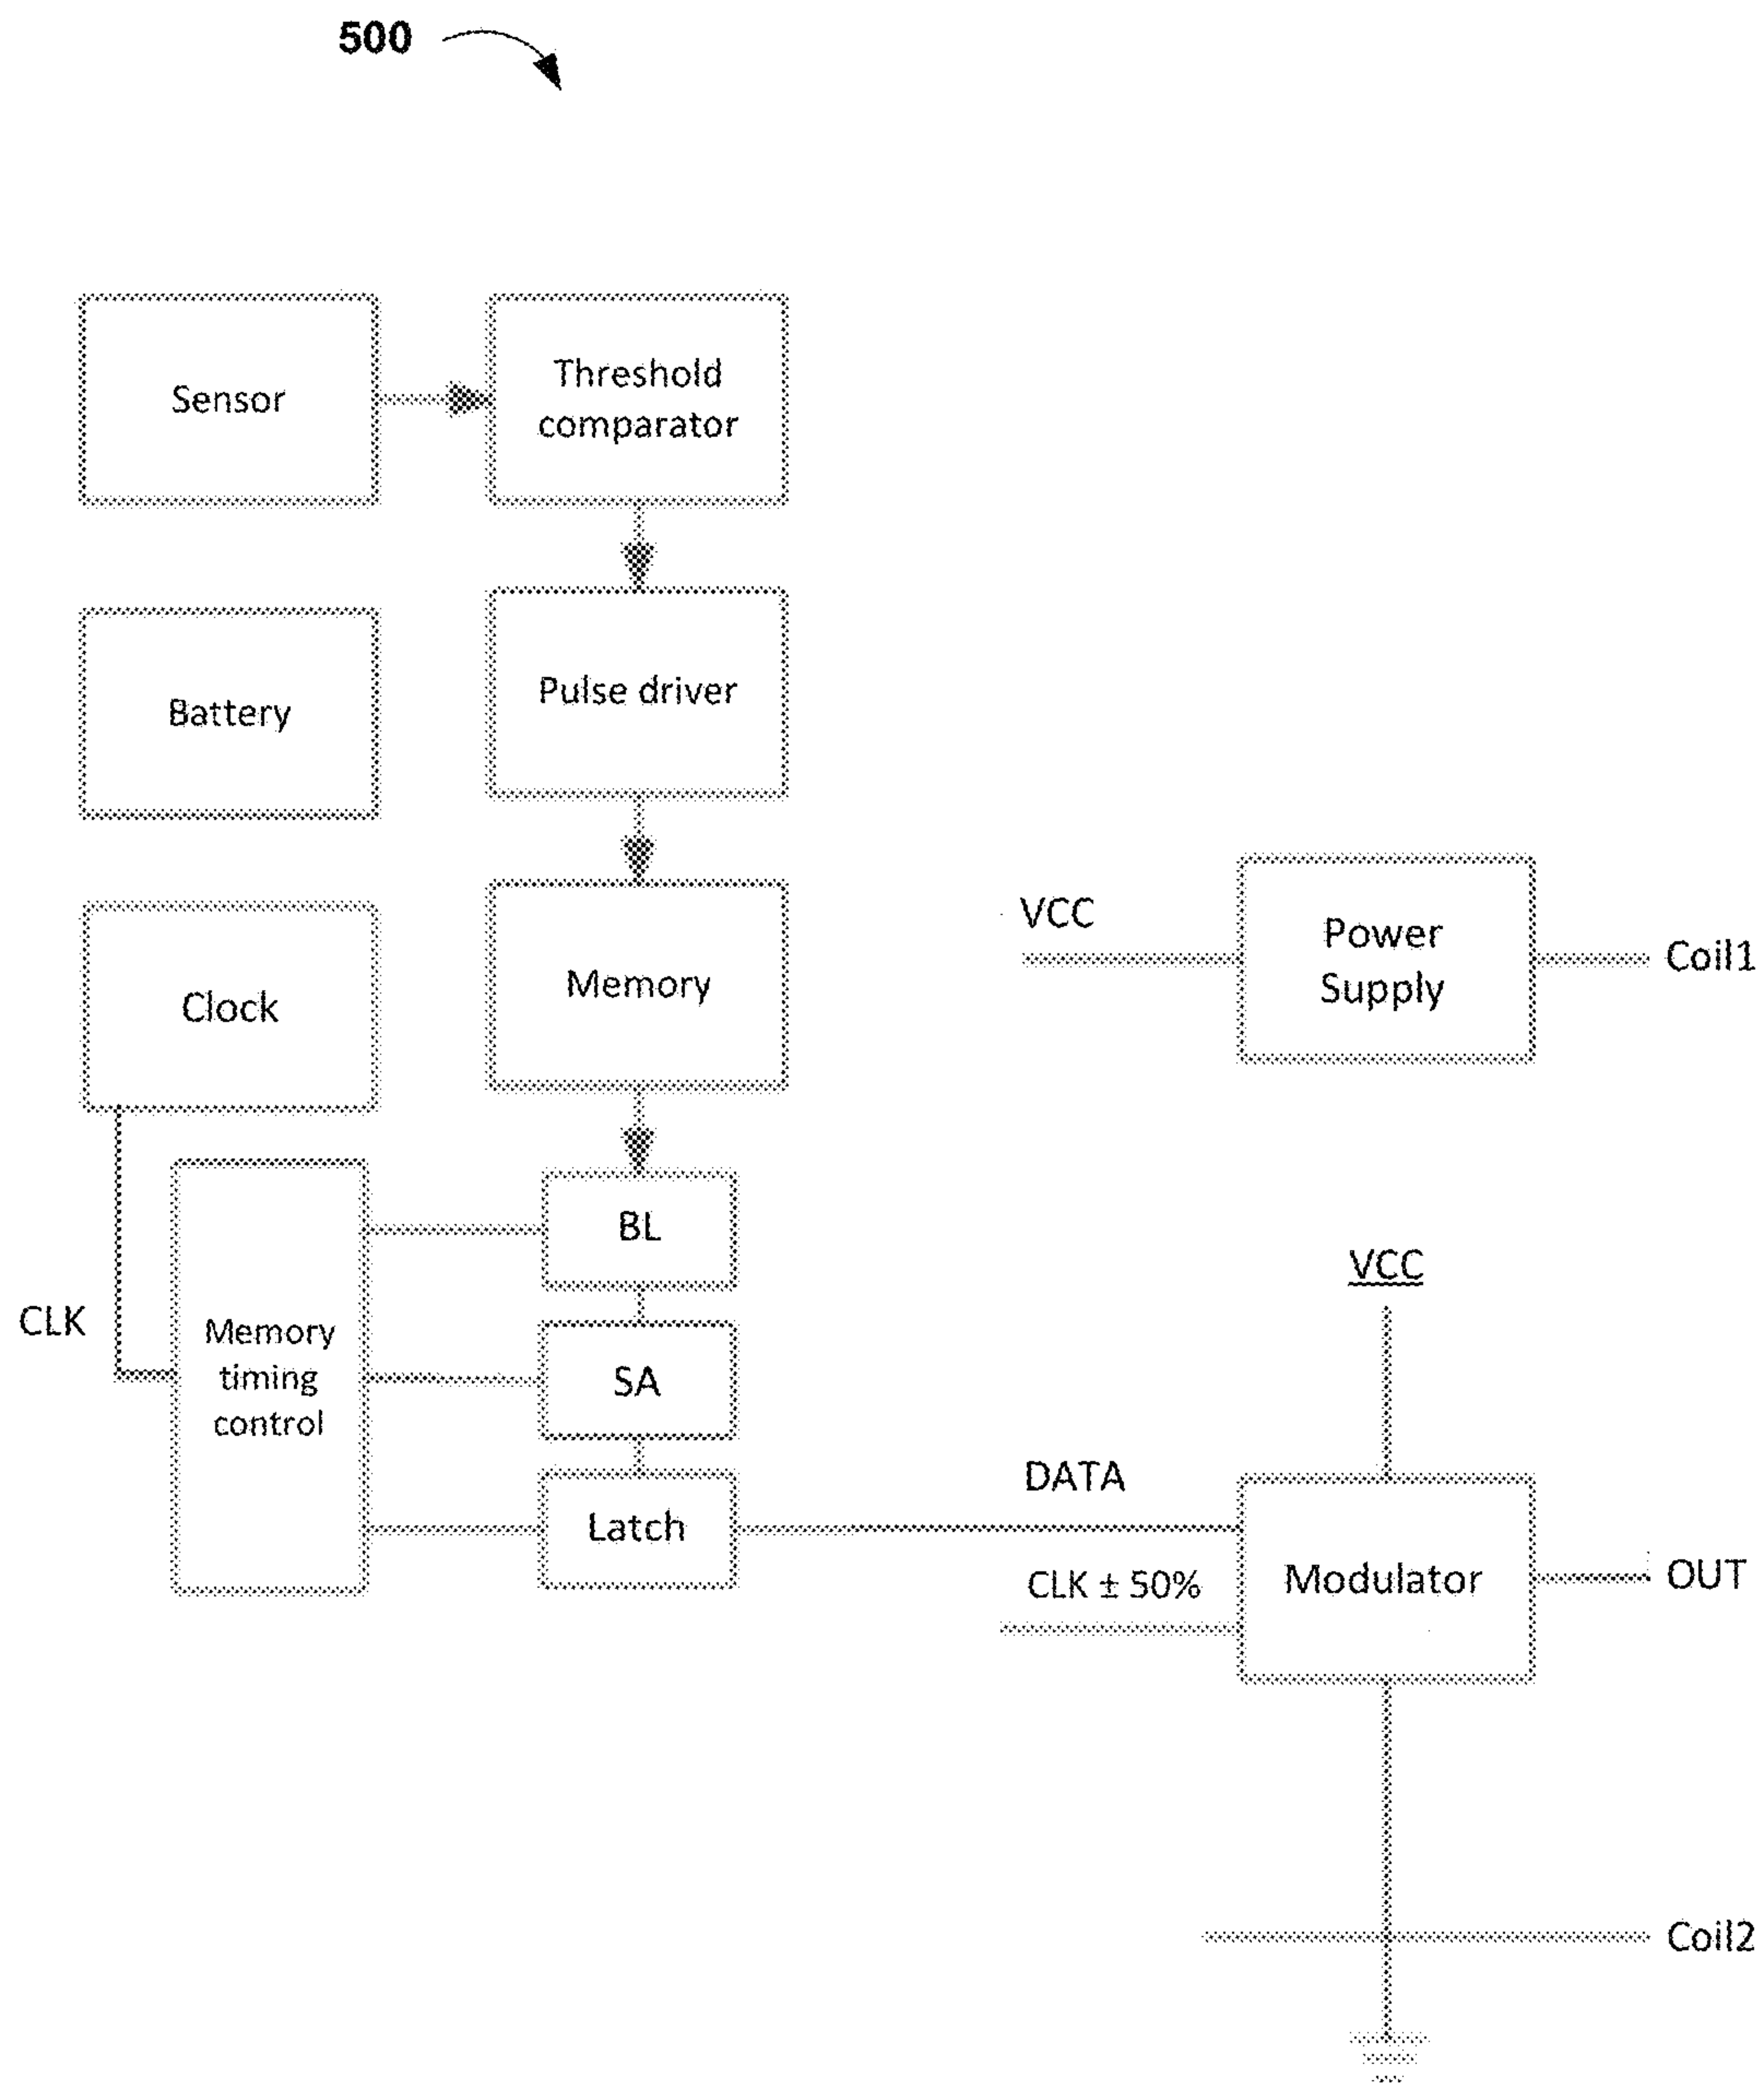 500
Sensor
Threshold
comparator
Battery
Pulse driver
Clock
Memory
VCC
Power
Supply
Coil1
BL
CLK
Memory
timing
control
SA
Latch
VCC
DATA
CLK ± 50%
Modulator
OUT
Coil2